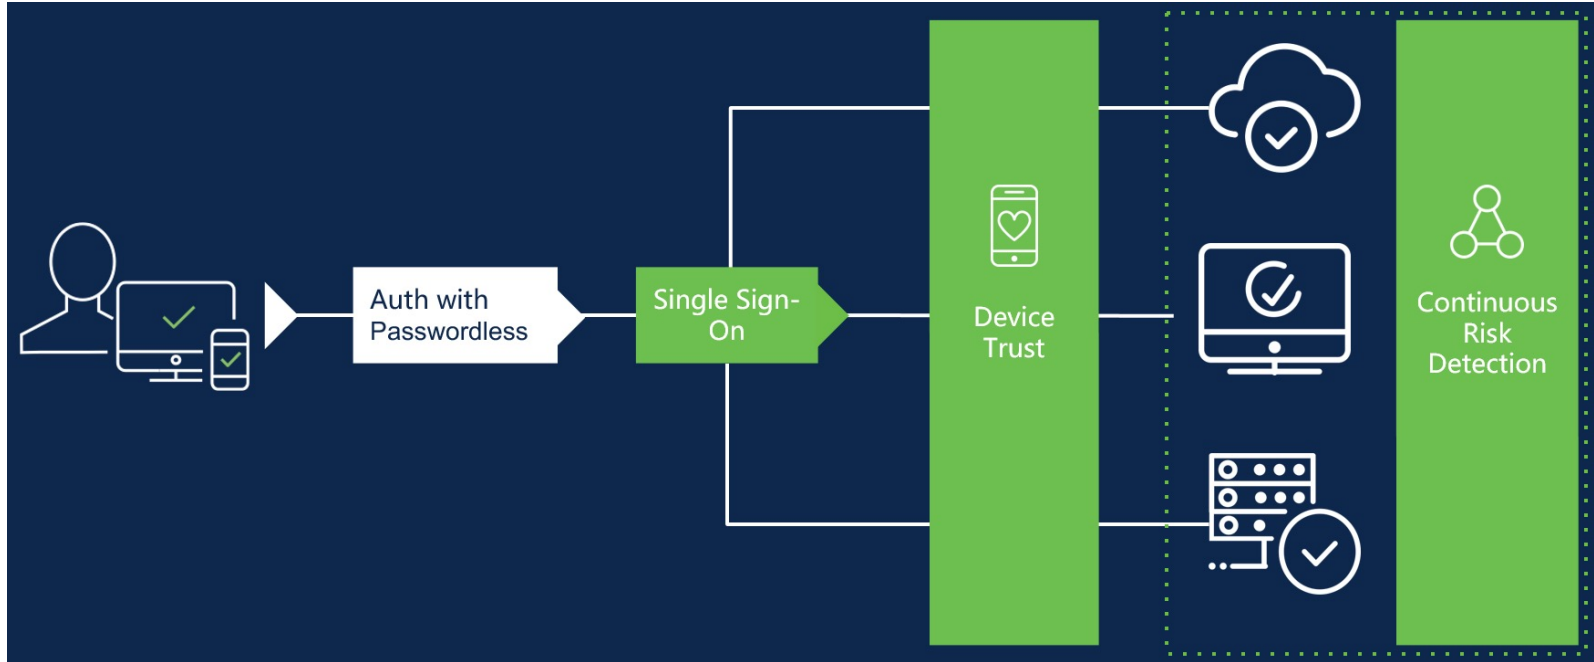 Auth with
Passwordless
Single Sign-
On
Device
Trust
Continuous
Risk
Detection